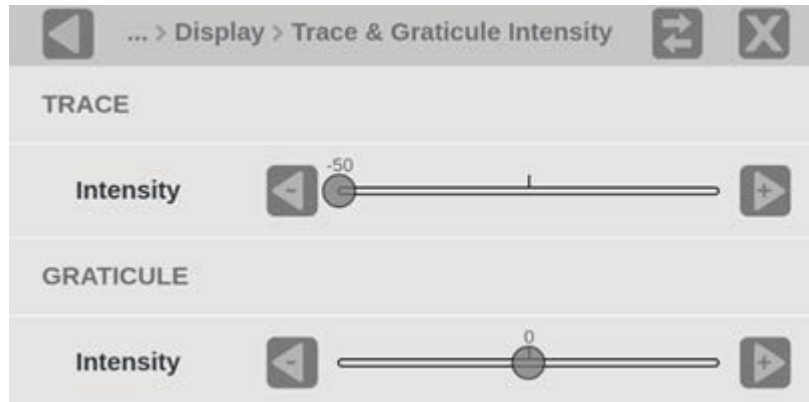 ... > Display > Trace & Graticule Intensity
TRACE
-50
Intensity - +
GRATICULE
0
Intensity - +